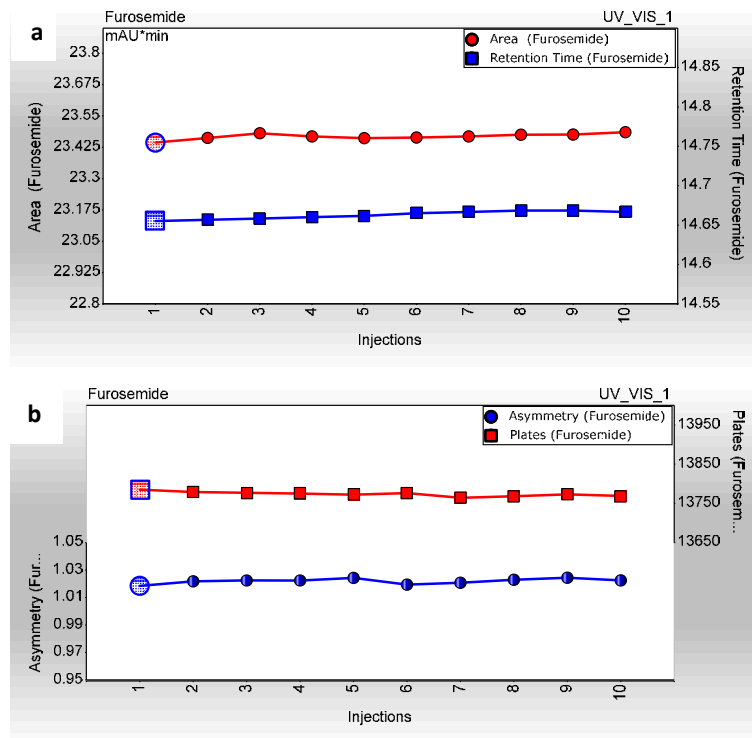 a
Furosemide
UV_VIS_1
mAU*min
Area (Furosemide)
Retention Time (Furosemide)
23.8
23.675
23.55
23.425
23.3
23.175
23.05
22.925
22.8
Area (Furosemide)
14.85
14.8
14.75
14.7
14.65
14.6
14.55
Retention Time (Furosemide)
1 2 3 4 5 6 7 8 9 10
Injections
b
Furosemide
UV_VIS_1
Asymmetry (Furosemide)
Plates (Furosemide)
13950
13850
13750
13650
Plates (Furosem...
1.05
1.03
1.01
0.99
0.97
0.95
Asymmetry (Fur...
1 2 3 4 5 6 7 8 9 10
Injections